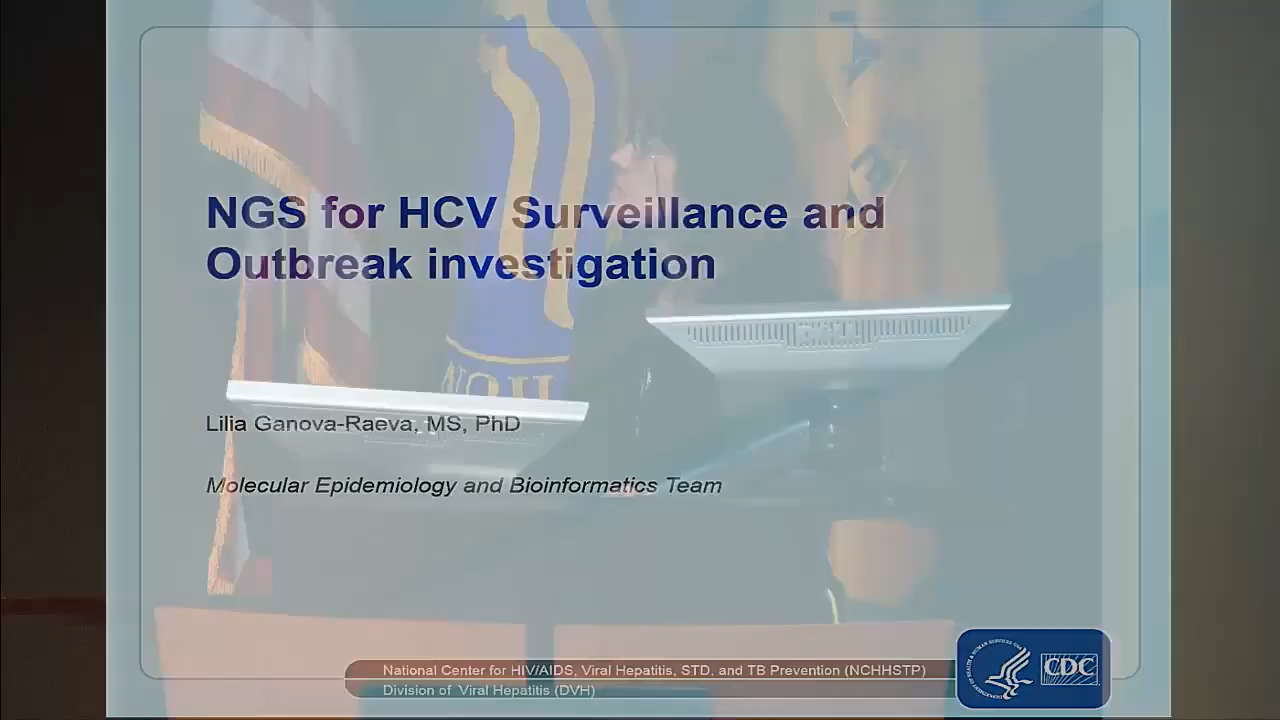 NGS for HCV Surveillance and
Outbreak investigation
Lilia Ganova-Raeva, MS, PhD
Molecular Epidemiology and Bioinformatics Team
National Center for HIV/AIDS, Viral Hepatitis, STD, and TB Prevention (NCHHSTP)
Division of Viral Hepatitis (DVH)
CDC